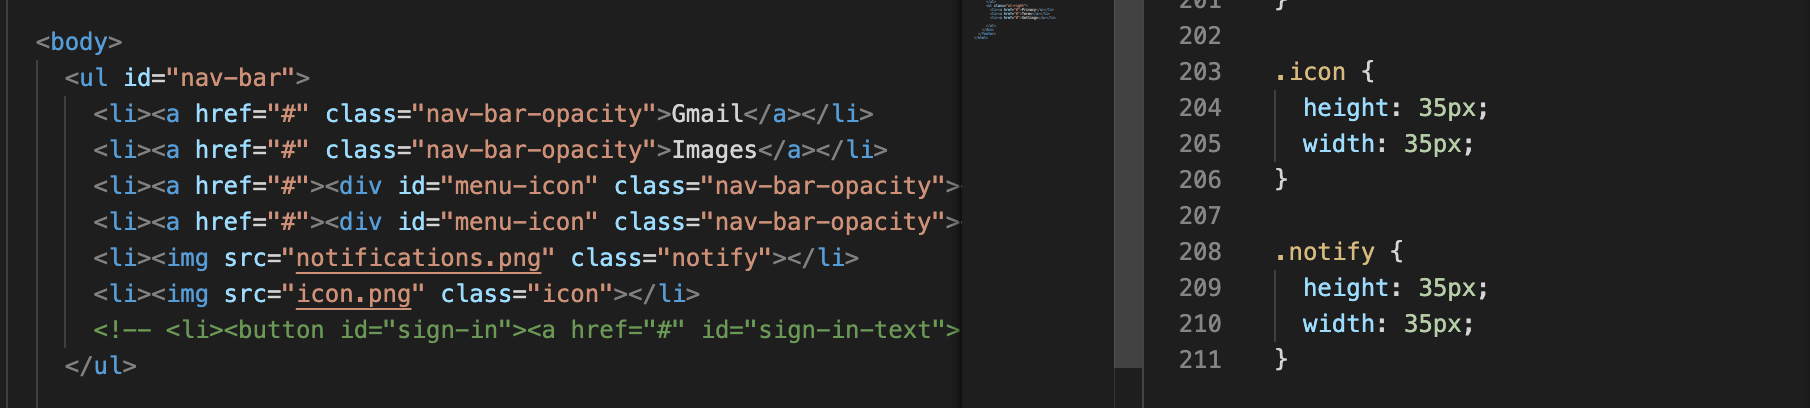 <body>
<ul id="nav-bar">
<li><a href="#" class="nav-bar-opacity">Gmail</a></li>
<li><a href="#" class="nav-bar-opacity">Images</a></li>
<li><a href="#"><div id="menu-icon" class="nav-bar-opacity">
<li><a href="#"><div id="menu-icon" class="nav-bar-opacity">
<li><img src="notifications.png" class="notify"></li>
<li><img src="icon.png" class="icon"></li>
<!-- <li><button id="sign-in"><a href="#" id="sign-in-text">
</ul>
201 }
202
203 .icon {
204 height: 35px;
205 width: 35px;
206 }
207
208 .notify {
209 height: 35px;
210 width: 35px;
211 }